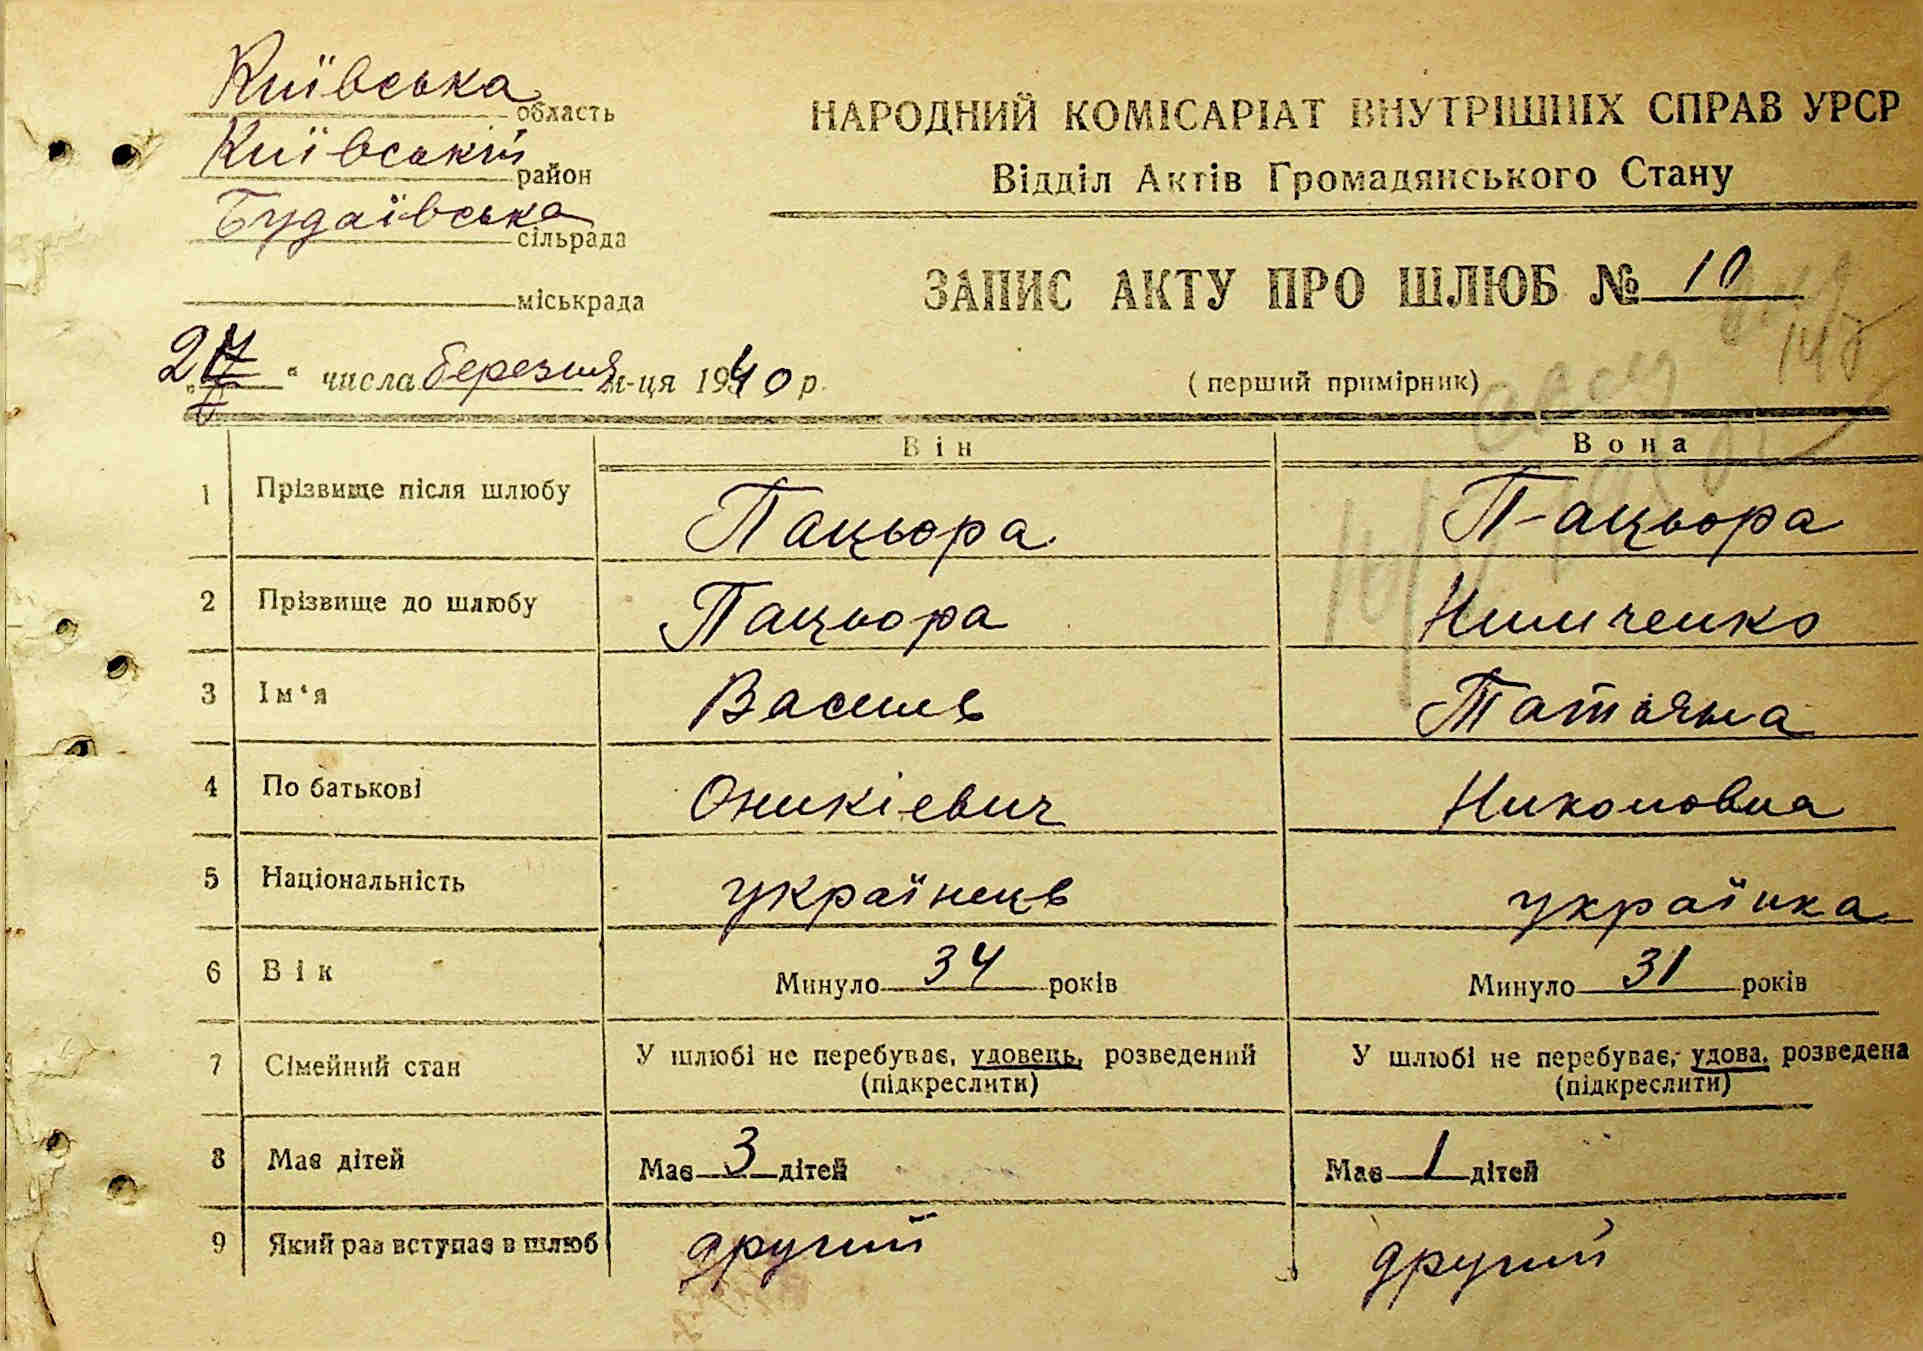 Київська область
Київський район
Будаївська сільрада
міськрада
НАРОДНИЙ КОМІСАРІАТ ВНУТРІШНІХ СПРАВ УРСР
Відділ Актів Громадянського Стану
ЗАПИС АКТУ ПРО ШЛЮБ № 10
" числа березня м-ця 1940 р.
(перший примірник)
Він Вона
1 Прізвище після шлюбу Пацьора Пацьора
2 Прізвище до шлюбу Пацьора Нимченко
3 Ім'я Василь Татьяна
4 По батькові Оникієвич Никоновна
5 Національність українець українка
6 Вік Минуло 34 років Минуло 31 років
7 Сімейний стан У шлюбі не перебуває, удовець, розведений У шлюбі не перебуває, удова, розведена
(підкреслити) (підкреслити)
8 Має дітей Має 3 дітей Має 1 дітей
9 Який раз вступає в шлюб другий другий